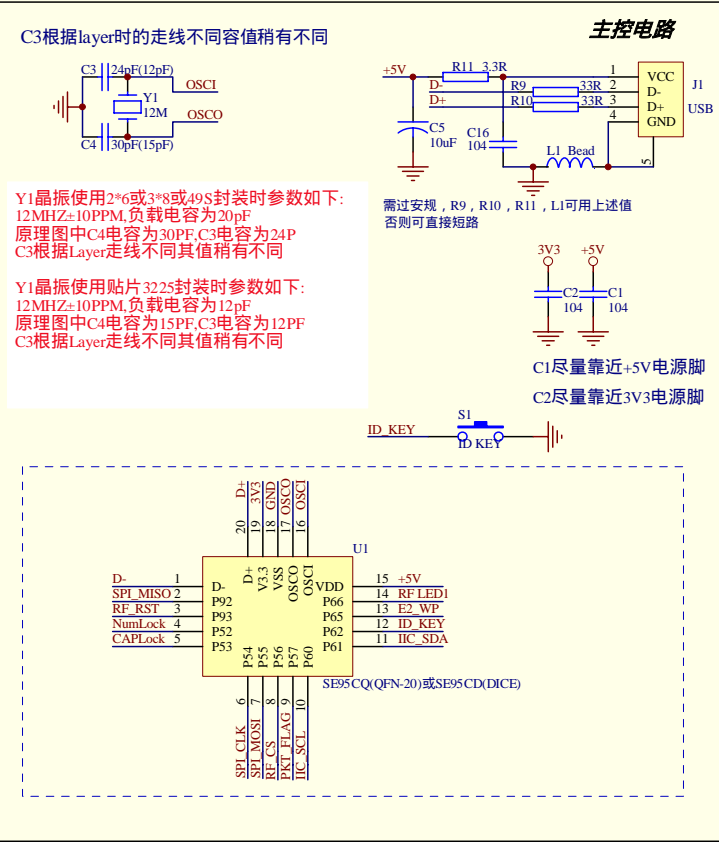 主控电路
C3根据layer时的走线不同容值稍有不同
C3 24pF(12pF)
OSCI
Y1
12M
OSCO
C4 30pF(15pF)
+5V
R11 3.3R
1 VCC
D- R9 33R 2 D-
D+ R10 33R 3 D+
4 GND
J1
USB
5
C5
10uF
C16
104
L1 Bead
需过安规，R9，R10，R11，L1可用上述值
否则可直接短路
Y1晶振使用2*6或3*8或49S封装时参数如下:
12MHZ±10PPM,负载电容为20pF
原理图中C4电容为30PF,C3电容为24P
C3根据Layer走线不同其值稍有不同
Y1晶振使用贴片3225封装时参数如下:
12MHZ±10PPM,负载电容为12pF
原理图中C4电容为15PF,C3电容为12PF
C3根据Layer走线不同其值稍有不同
3V3 +5V
C2 C1
104 104
C1尽量靠近+5V电源脚
C2尽量靠近3V3电源脚
S1
ID_KEY
ID KEY
D+ 3V3 GND OSCO OSCI
20 19 18 17 16
U1
D+ V3.3 VSS OSCO OSCI
D- 1 D- VDD 15 +5V
SPI_MISO 2 P92 P66 14 RF LED1
RF_RST 3 P93 P65 13 E2_WP
NumLock 4 P52 P62 12 ID_KEY
CAPLock 5 P53 P61 11 IIC_SDA
P54 P55 P56 P57 P60
SE95CQ(QFN-20)或SE95CD(DICE)
6 7 8 9 10
SPI_CLK SPI_MOSI RF_CS PKT_FLAG IIC_SCL